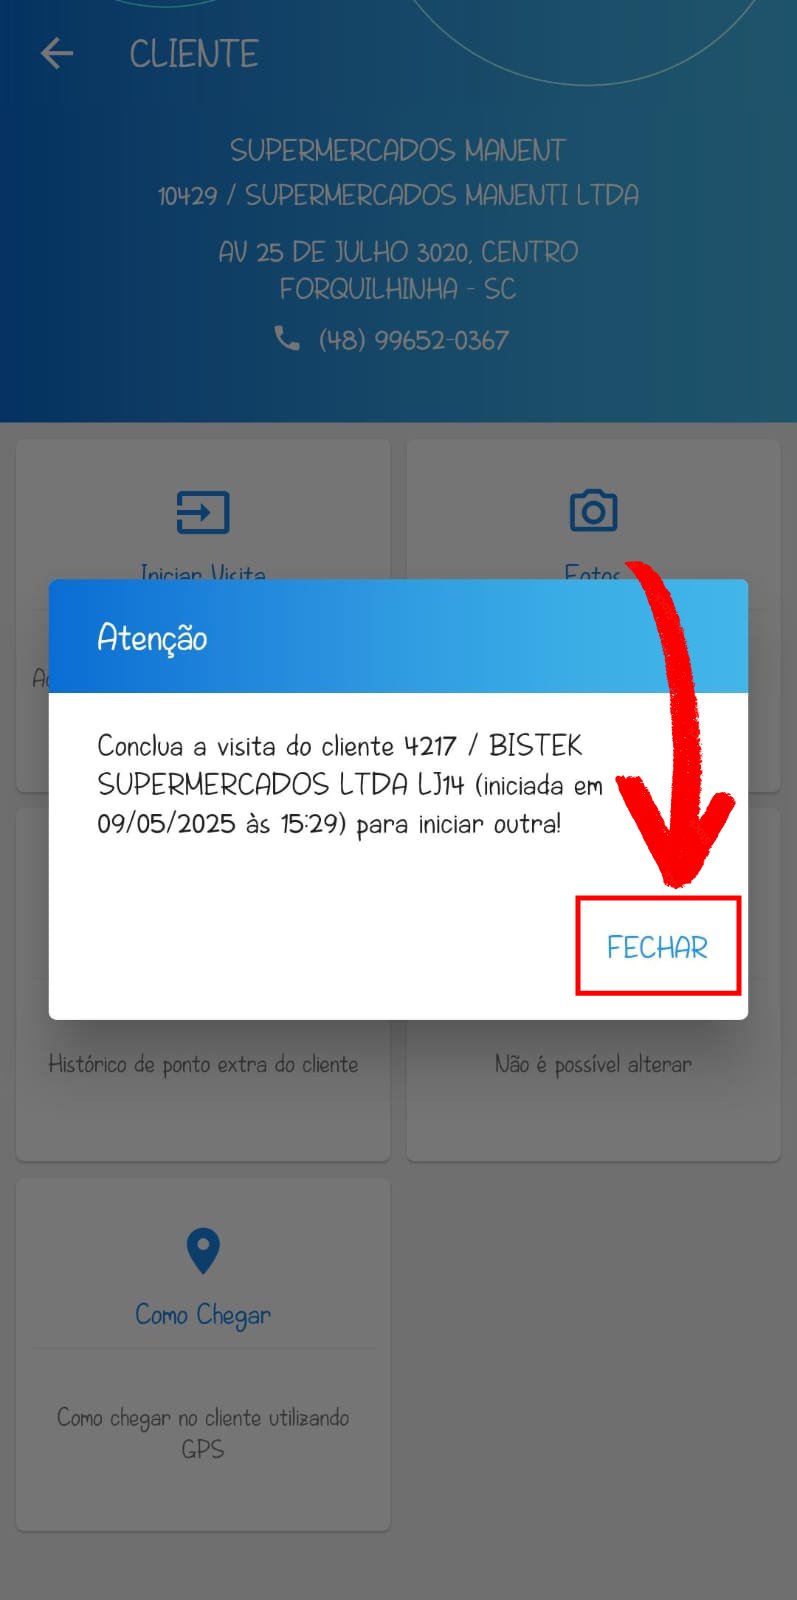 CLIENTE
SUPERMERCADOS MANENT
10429 / SUPERMERCADOS MANENTI LTDA
AV 25 DE JULHO 3020, CENTRO
FORQUILHINHA - SC
(48) 99652-0367
Iniciar Visita
Fotos
Atenção
Conclua a visita do cliente 4217 / BISTEK
SUPERMERCADOS LTDA LJ14 (iniciada em
09/05/2025 às 15:29) para iniciar outra!
FECHAR
Histórico de ponto extra do cliente
Não é possível alterar
Como Chegar
Como chegar no cliente utilizando
GPS